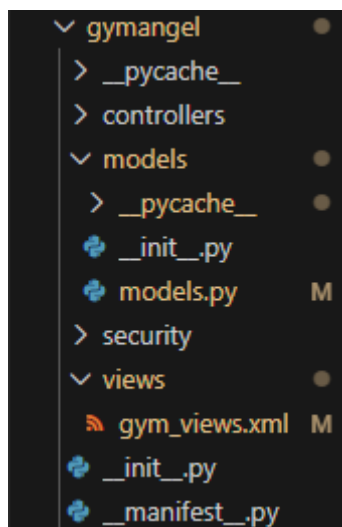 gymangel
__pycache__
controllers
models
__pycache__
__init__.py
models.py M
security
views
gym_views.xml M
__init__.py
__manifest__.py